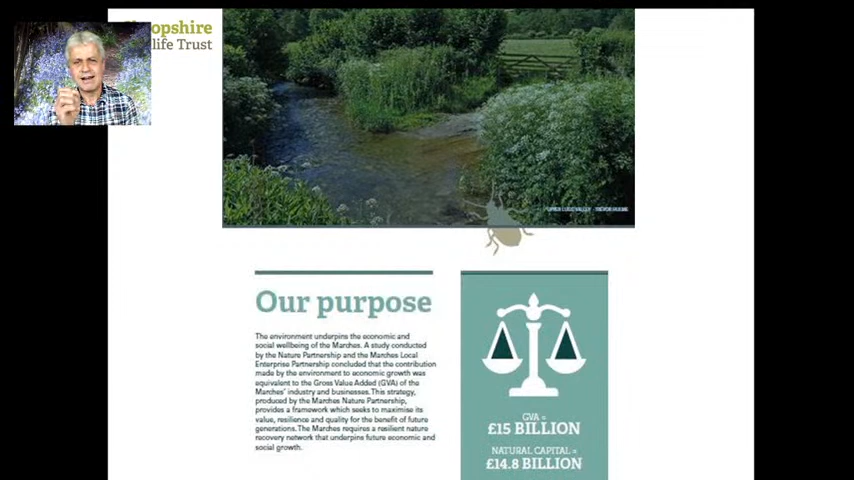 opshire
life Trust
Our purpose
The environment underpins the economic and
social wellbeing of the Marches. A study conducted
by the Nature Partnership and the Marches Local
Enterprise Partnership concluded that the contribution
made by the environment to economic growth was
equivalent to the Gross Value Added (GVA) of the
Marches' industry and businesses. This strategy,
produced by the Marches Nature Partnership,
provides a framework which seeks to maximise its
value, resilience and quality for the benefit of future
generations. The Marches requires a resilient nature
recovery network that underpins future economic and
social growth.
GVA =
£15 BILLION
NATURAL CAPITAL =
£14.8 BILLION